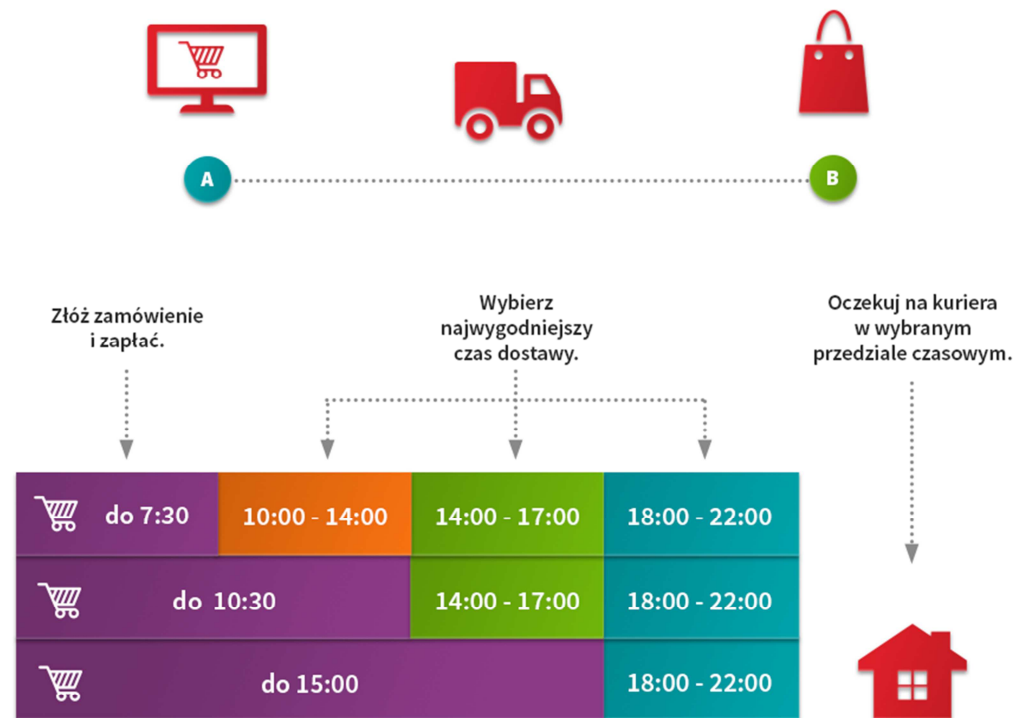 A
B
Złóż zamówienie
i zapłać.
Wybierz
najwygodniejszy
czas dostawy.
Oczekuj na kuriera
w wybranym
przedziale czasowym.
do 7:30
10:00 - 14:00
14:00 - 17:00
18:00 - 22:00
do 10:30
14:00 - 17:00
18:00 - 22:00
do 15:00
18:00 - 22:00